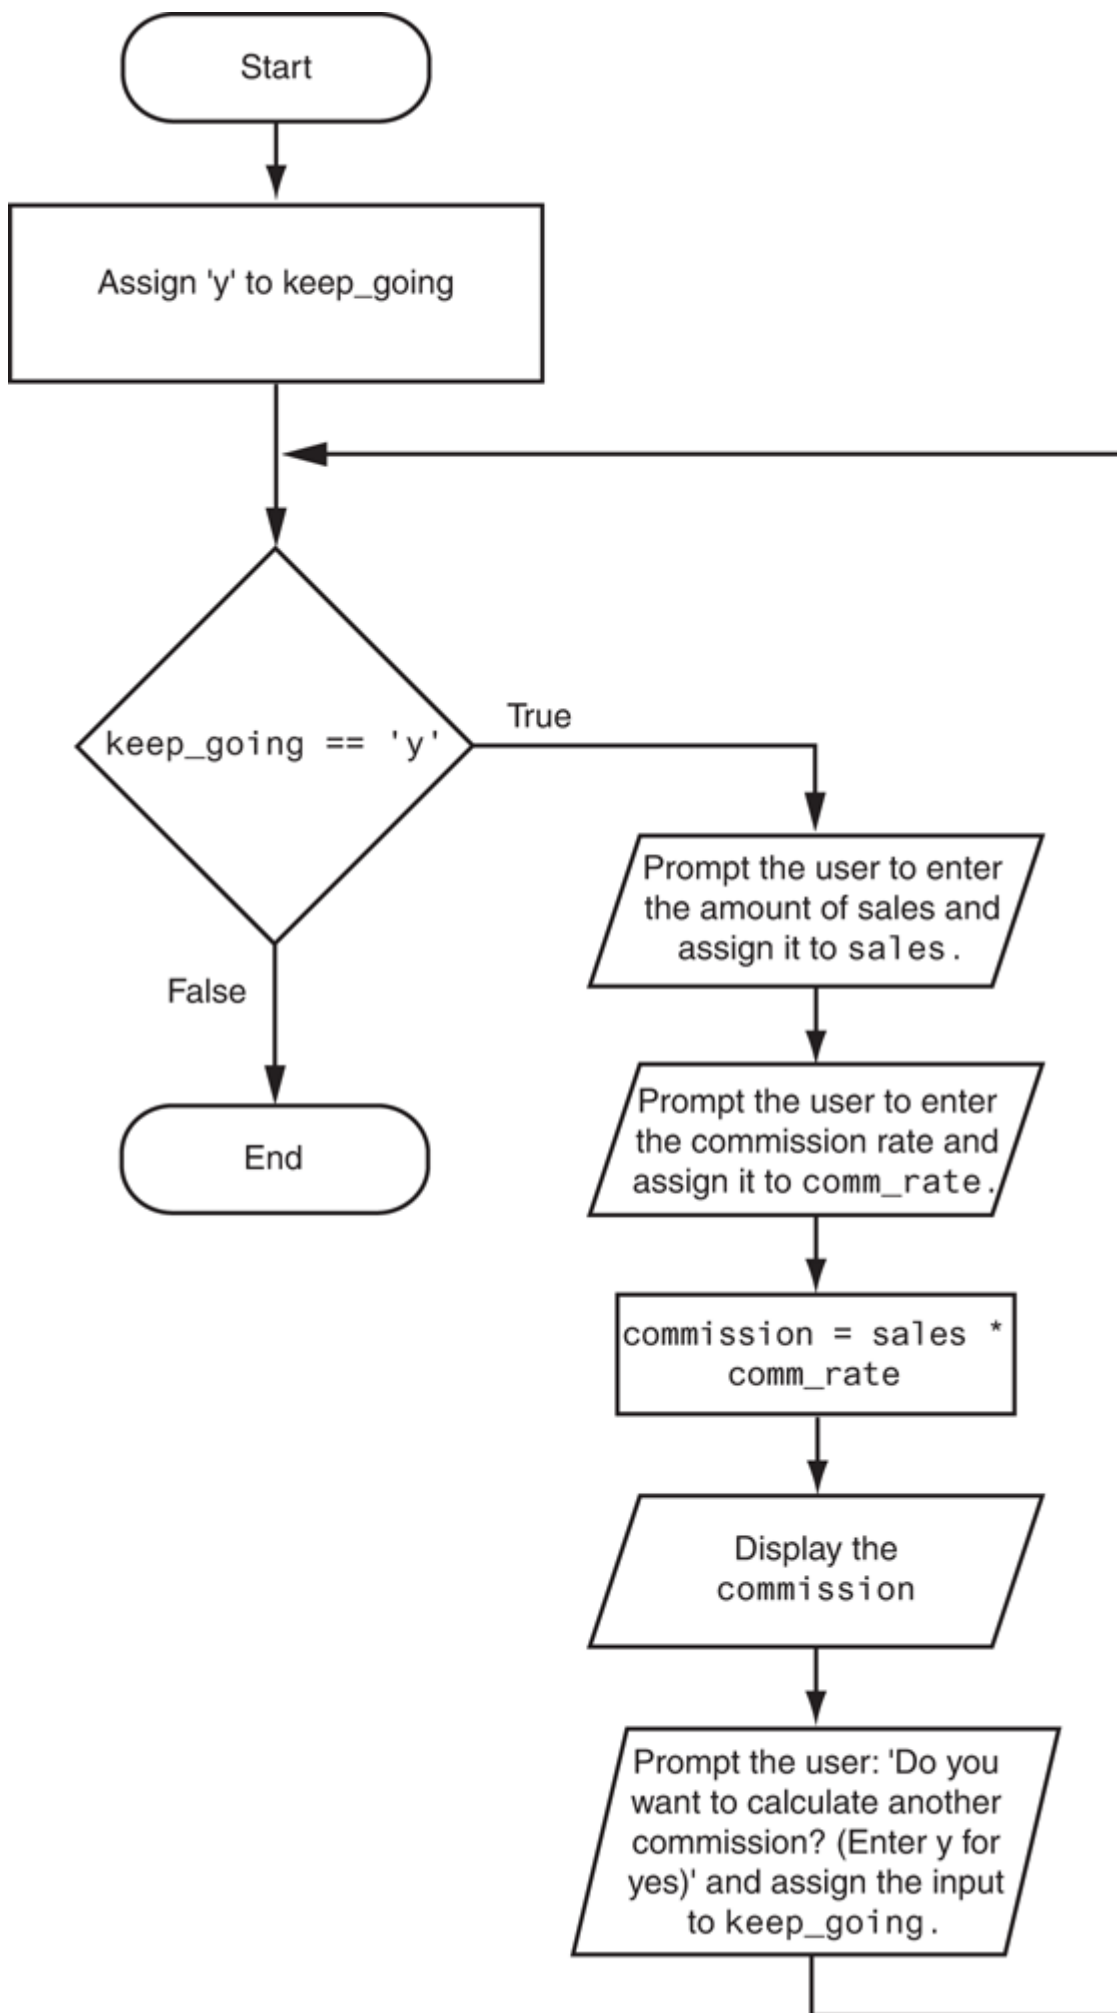 Start
Assign 'y' to keep_going
keep_going == 'y'
True
False
End
Prompt the user to enter
the amount of sales and
assign it to sales.
Prompt the user to enter
the commission rate and
assign it to comm_rate.
commission = sales *
comm_rate
Display the
commission
Prompt the user: 'Do you
want to calculate another
commission? (Enter y for
yes)' and assign the input
to keep_going.